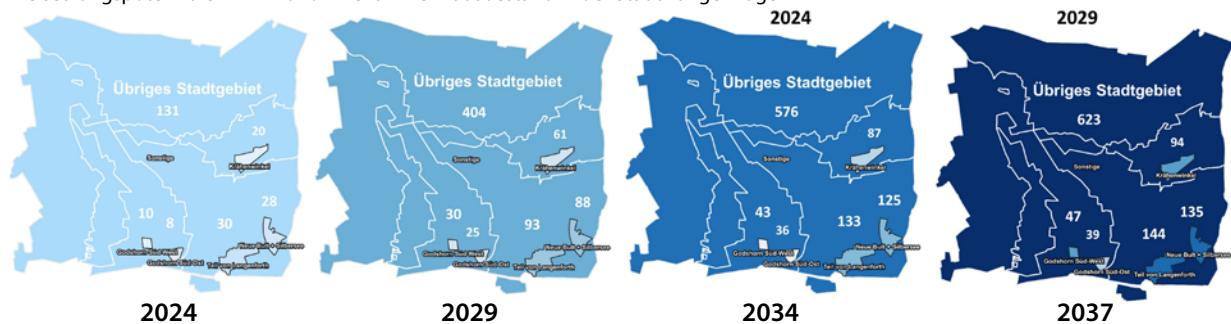 2024
2029
Übriges Stadtgebiet
131
20
Sonstige
Krähenwinkel
28
10
8
30
Neue Bult + Silbersee
Godshorn Süd-West
Godshorn Süd-Ost
Teil von Langenforth
2024
Übriges Stadtgebiet
404
61
Sonstige
Krähenwinkel
88
30
25
93
Neue Bult + Silbersee
Godshorn Süd-West
Godshorn Süd-Ost
Teil von Langenforth
2029
Übriges Stadtgebiet
576
87
Sonstige
Krähenwinkel
125
43
36
133
Neue Bult + Silbersee
Godshorn Süd-West
Godshorn Süd-Ost
Teil von Langenforth
2034
Übriges Stadtgebiet
623
94
Sonstige
Krähenwinkel
135
47
39
144
Neue Bult + Silbersee
Godshorn Süd-West
Godshorn Süd-Ost
Teil von Langenforth
2037